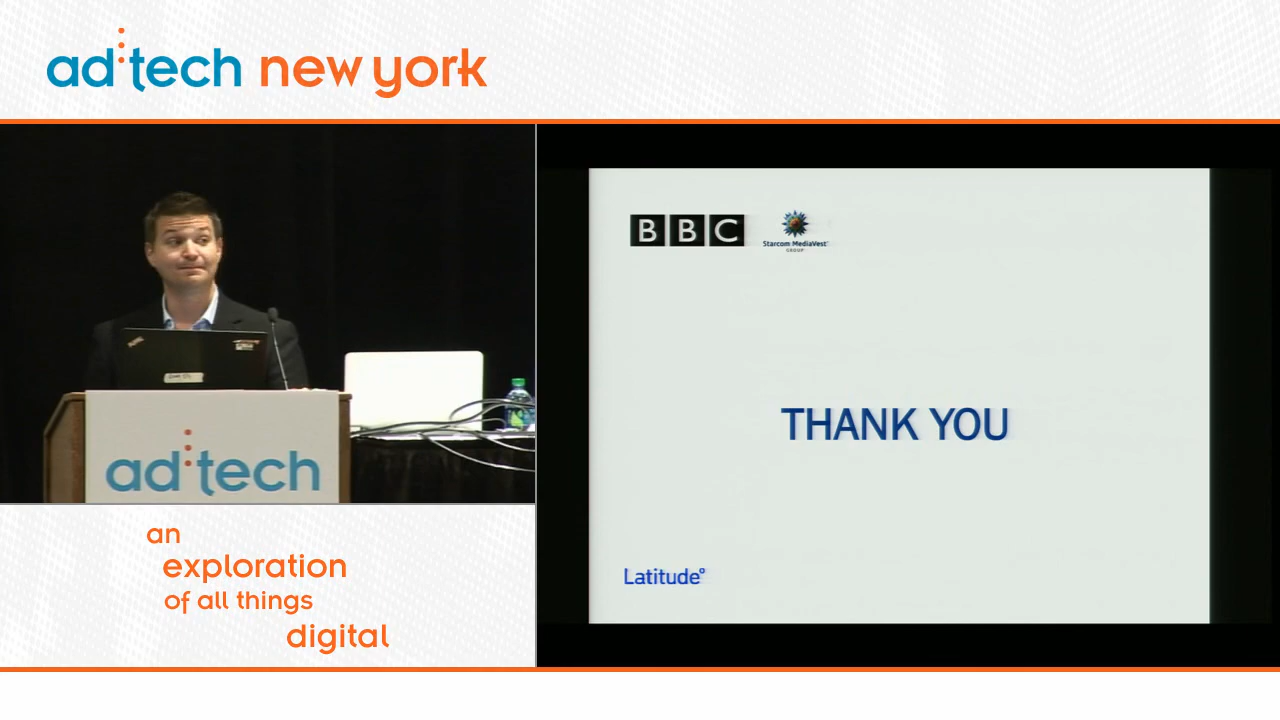 ad:tech new york
BBC
Starcom MediaVest
GROUP
THANK YOU
Latitude°
ad:tech
an
exploration
of all things
digital